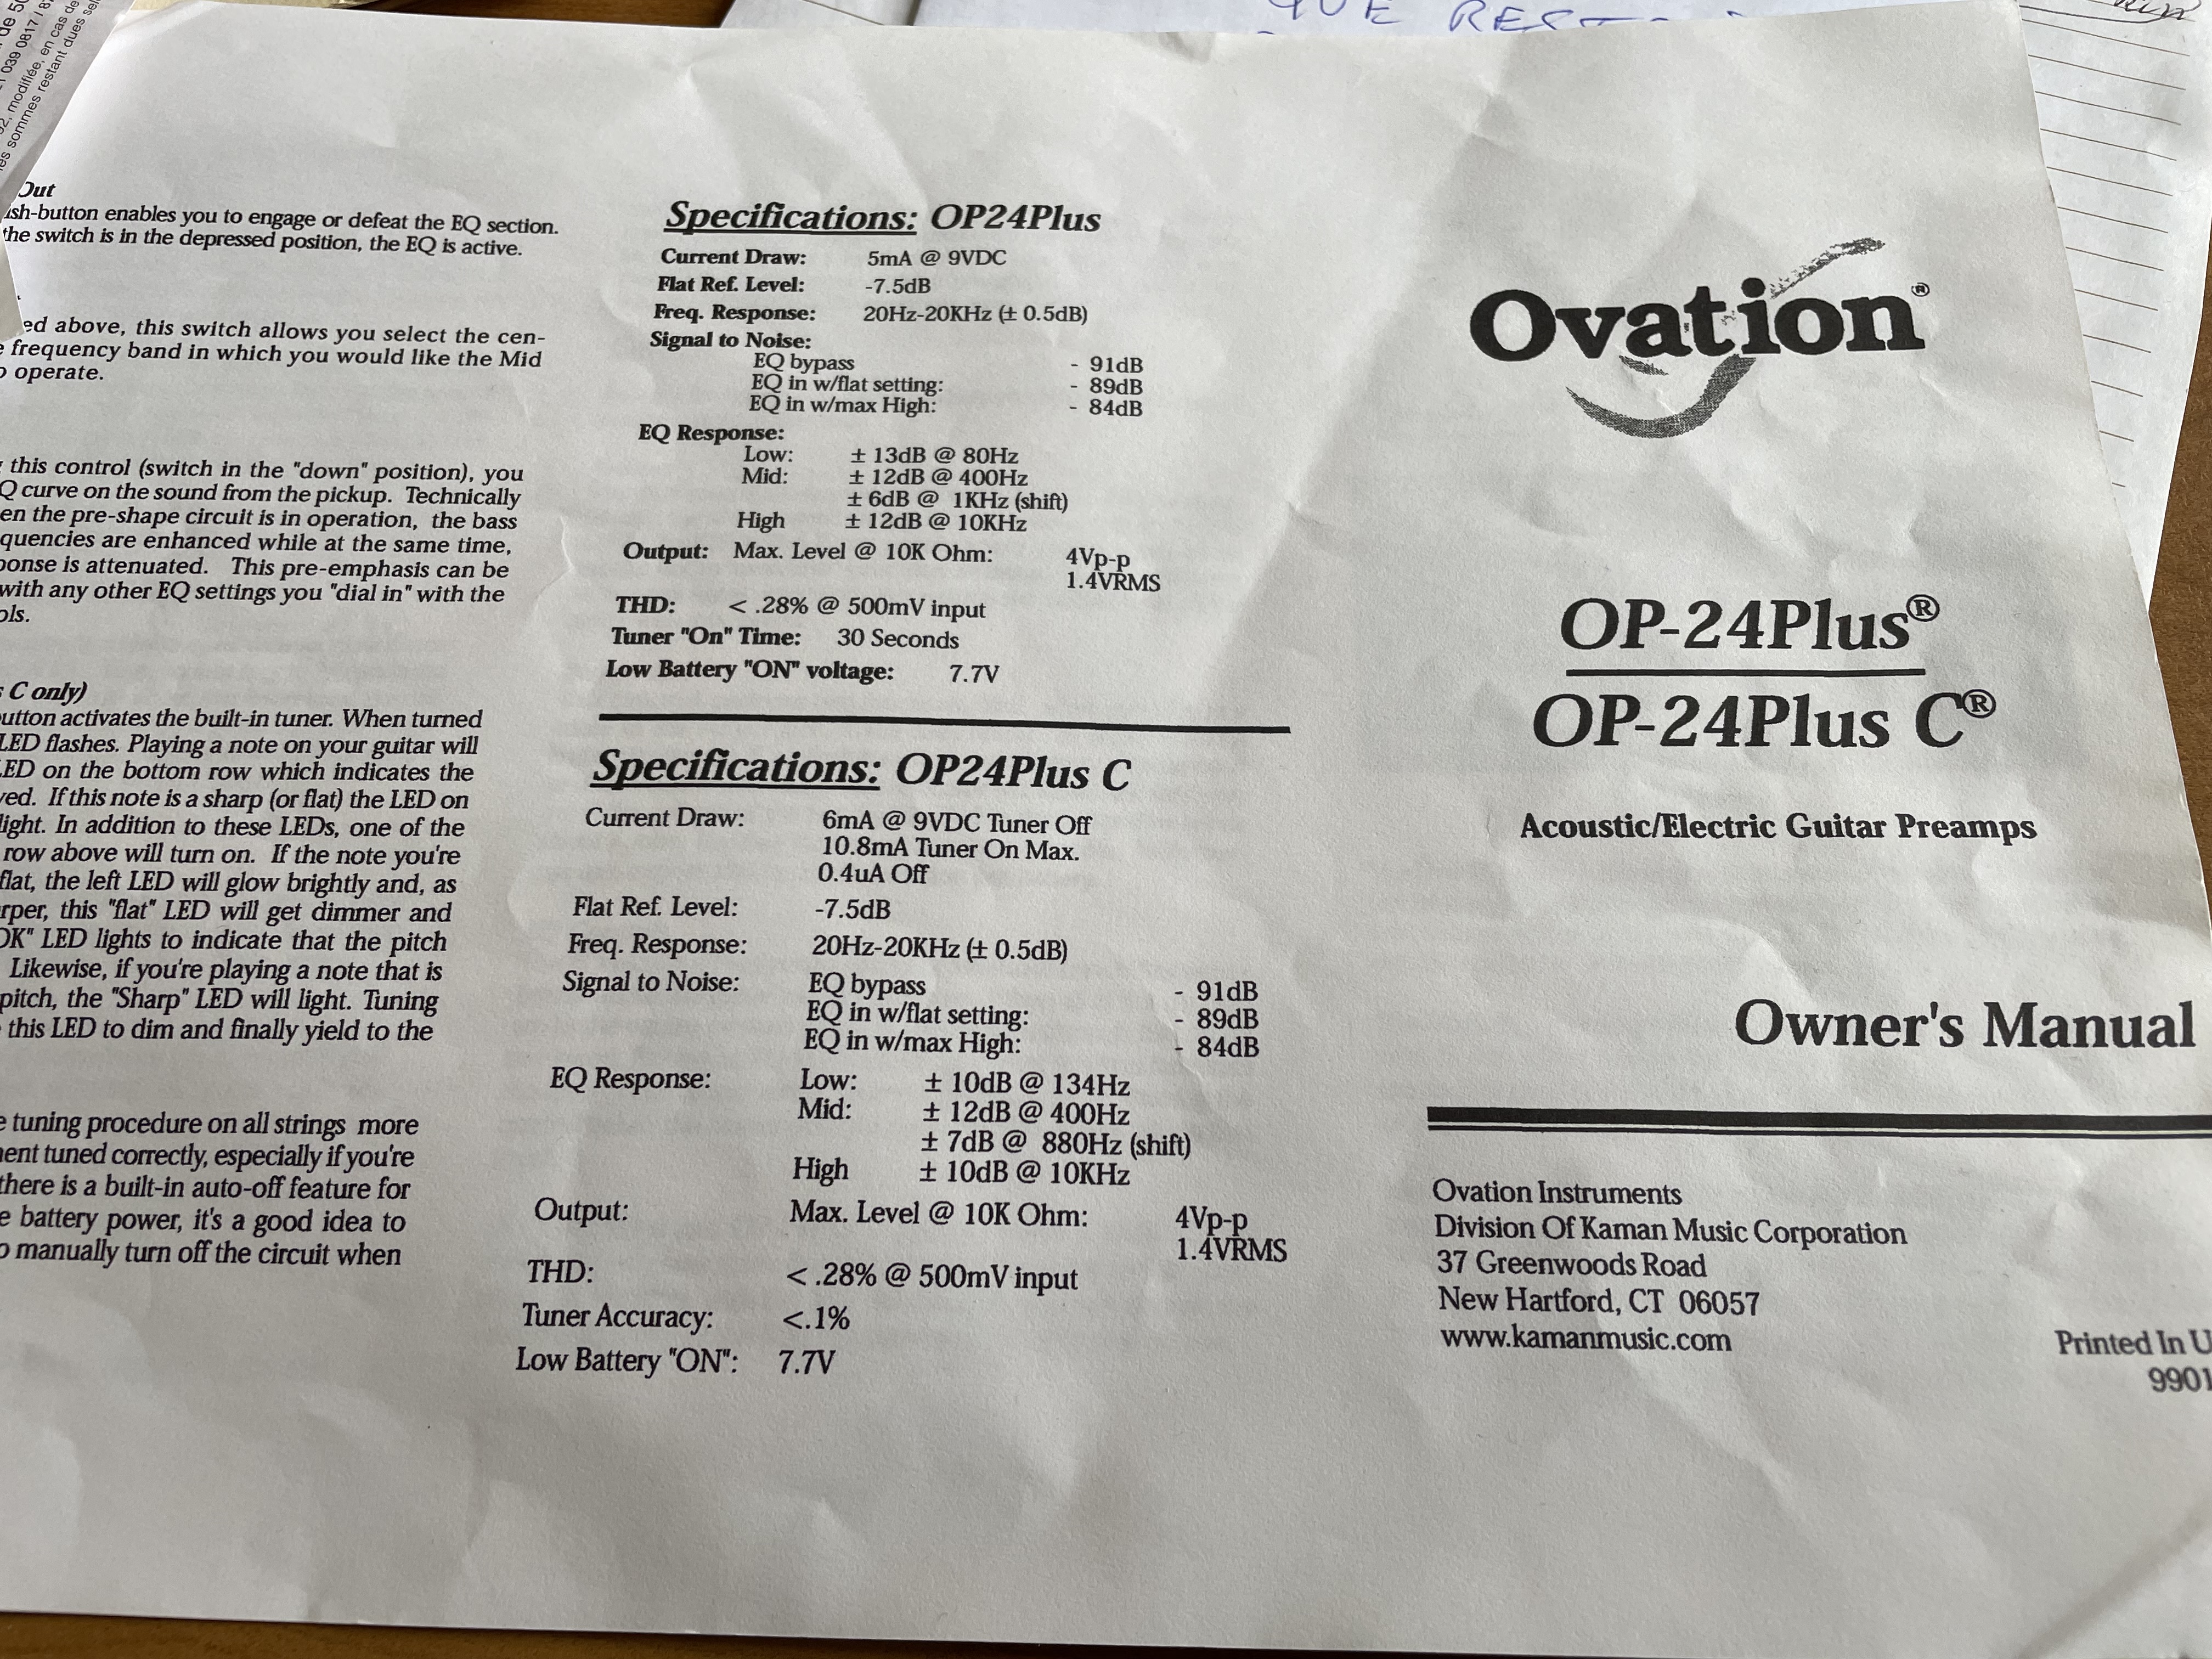 Out
push-button enables you to engage or defeat the EQ section.
the switch is in the depressed position, the EQ is active.
ed above, this switch allows you select the cen-
frequency band in which you would like the Mid
operate.
this control (switch in the "down" position), you
Q curve on the sound from the pickup. Technically
en the pre-shape circuit is in operation, the bass
quencies are enhanced while at the same time,
ponse is attenuated. This pre-emphasis can be
with any other EQ settings you "dial in" with the
ols.
C only)
utton activates the built-in tuner. When turned
LED flashes. Playing a note on your guitar will
LED on the bottom row which indicates the
yed. If this note is a sharp (or flat) the LED on
light. In addition to these LEDs, one of the
row above will turn on. If the note you're
flat, the left LED will glow brightly and, as
rper, this "flat" LED will get dimmer and
OK" LED lights to indicate that the pitch
Likewise, if you're playing a note that is
pitch, the "Sharp" LED will light. Tuning
this LED to dim and finally yield to the
e tuning procedure on all strings more
ment tuned correctly, especially if you're
there is a built-in auto-off feature for
e battery power, it's a good idea to
o manually turn off the circuit when
Specifications: OP24Plus
Current Draw: 5mA @ 9VDC
Flat Ref. Level: -7.5dB
Freq. Response: 20Hz-20KHz (± 0.5dB)
Signal to Noise:
EQ bypass - 91dB
EQ in w/flat setting: - 89dB
EQ in w/max High: - 84dB
EQ Response:
Low: ± 13dB @ 80Hz
Mid: ± 12dB @ 400Hz
± 6dB @ 1KHz (shift)
High ± 12dB @ 10KHz
Output: Max. Level @ 10K Ohm: 4Vp-p
1.4VRMS
THD: < .28% @ 500mV input
Tuner "On" Time: 30 Seconds
Low Battery "ON" voltage: 7.7V
Specifications: OP24Plus C
Current Draw: 6mA @ 9VDC Tuner Off
10.8mA Tuner On Max.
0.4uA Off
Flat Ref. Level: -7.5dB
Freq. Response: 20Hz-20KHz (± 0.5dB)
Signal to Noise: EQ bypass - 91dB
EQ in w/flat setting: - 89dB
EQ in w/max High: - 84dB
EQ Response: Low: ± 10dB @ 134Hz
Mid: ± 12dB @ 400Hz
± 7dB @ 880Hz (shift)
High ± 10dB @ 10KHz
Output: Max. Level @ 10K Ohm: 4Vp-p
1.4VRMS
THD: < .28% @ 500mV input
Tuner Accuracy: <.1%
Low Battery "ON": 7.7V
Ovation®
OP-24Plus®
OP-24Plus C®
Acoustic/Electric Guitar Preamps
Owner's Manual
Ovation Instruments
Division Of Kaman Music Corporation
37 Greenwoods Road
New Hartford, CT 06057
www.kamanmusic.com
Printed In U
9901
039 0817 / 8
modifiée, en cas de
sommes restant dues
QUE